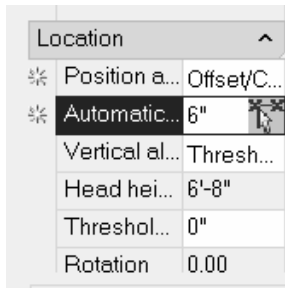 Location
Position a... Offset/C...
Automatic... 6"
Vertical al... Thresh...
Head hei... 6'-8"
Threshol... 0"
Rotation 0.00